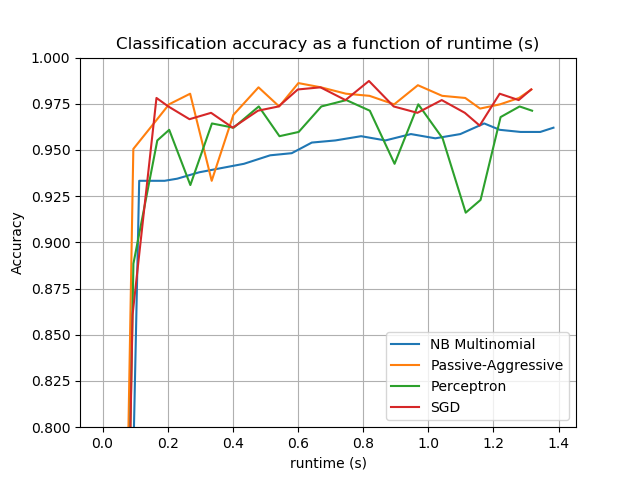 Classification accuracy as a function of runtime (s)
1.000
0.975
0.950
0.925
0.900
0.875
0.850
0.825
0.800
Accuracy
NB Multinomial
Passive-Aggressive
Perceptron
SGD
0.0 0.2 0.4 0.6 0.8 1.0 1.2 1.4
runtime (s)